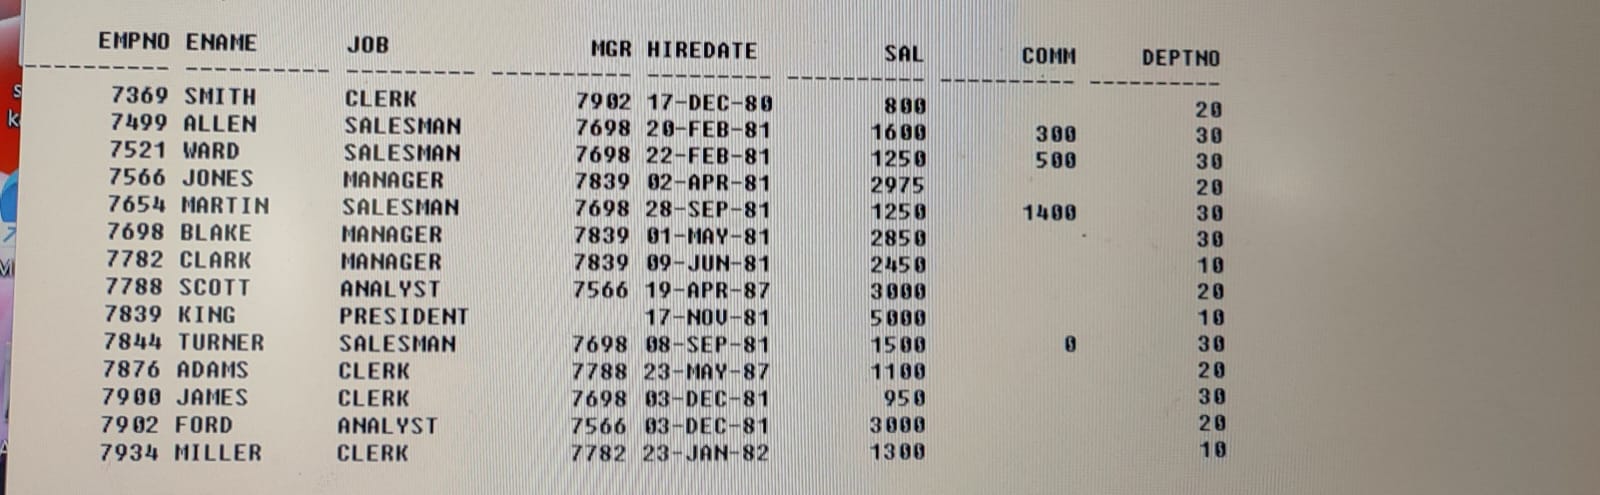 EMPNO ENAME JOB MGR HIREDATE SAL COMM DEPTNO
---------- ---------- --------- ---------- --------- ---------- ---------- ----------
7369 SMITH CLERK 7902 17-DEC-80 800 20
7499 ALLEN SALESMAN 7698 20-FEB-81 1600 300 30
7521 WARD SALESMAN 7698 22-FEB-81 1250 500 30
7566 JONES MANAGER 7839 02-APR-81 2975 20
7654 MARTIN SALESMAN 7698 28-SEP-81 1250 1400 30
7698 BLAKE MANAGER 7839 01-MAY-81 2850 30
7782 CLARK MANAGER 7839 09-JUN-81 2450 10
7788 SCOTT ANALYST 7566 19-APR-87 3000 20
7839 KING PRESIDENT 17-NOV-81 5000 10
7844 TURNER SALESMAN 7698 08-SEP-81 1500 0 30
7876 ADAMS CLERK 7788 23-MAY-87 1100 20
7900 JAMES CLERK 7698 03-DEC-81 950 30
7902 FORD ANALYST 7566 03-DEC-81 3000 20
7934 MILLER CLERK 7782 23-JAN-82 1300 10